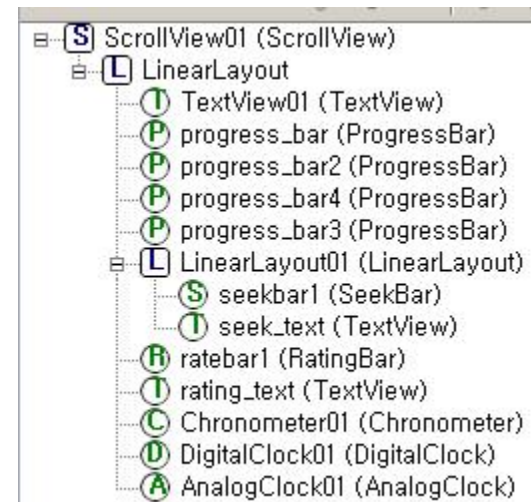 S ScrollView01 (ScrollView)
L LinearLayout
T TextView01 (TextView)
P progress_bar (ProgressBar)
P progress_bar2 (ProgressBar)
P progress_bar4 (ProgressBar)
P progress_bar3 (ProgressBar)
L LinearLayout01 (LinearLayout)
S seekbar1 (SeekBar)
T seek_text (TextView)
R ratebar1 (RatingBar)
T rating_text (TextView)
C Chronometer01 (Chronometer)
D DigitalClock01 (DigitalClock)
A AnalogClock01 (AnalogClock)